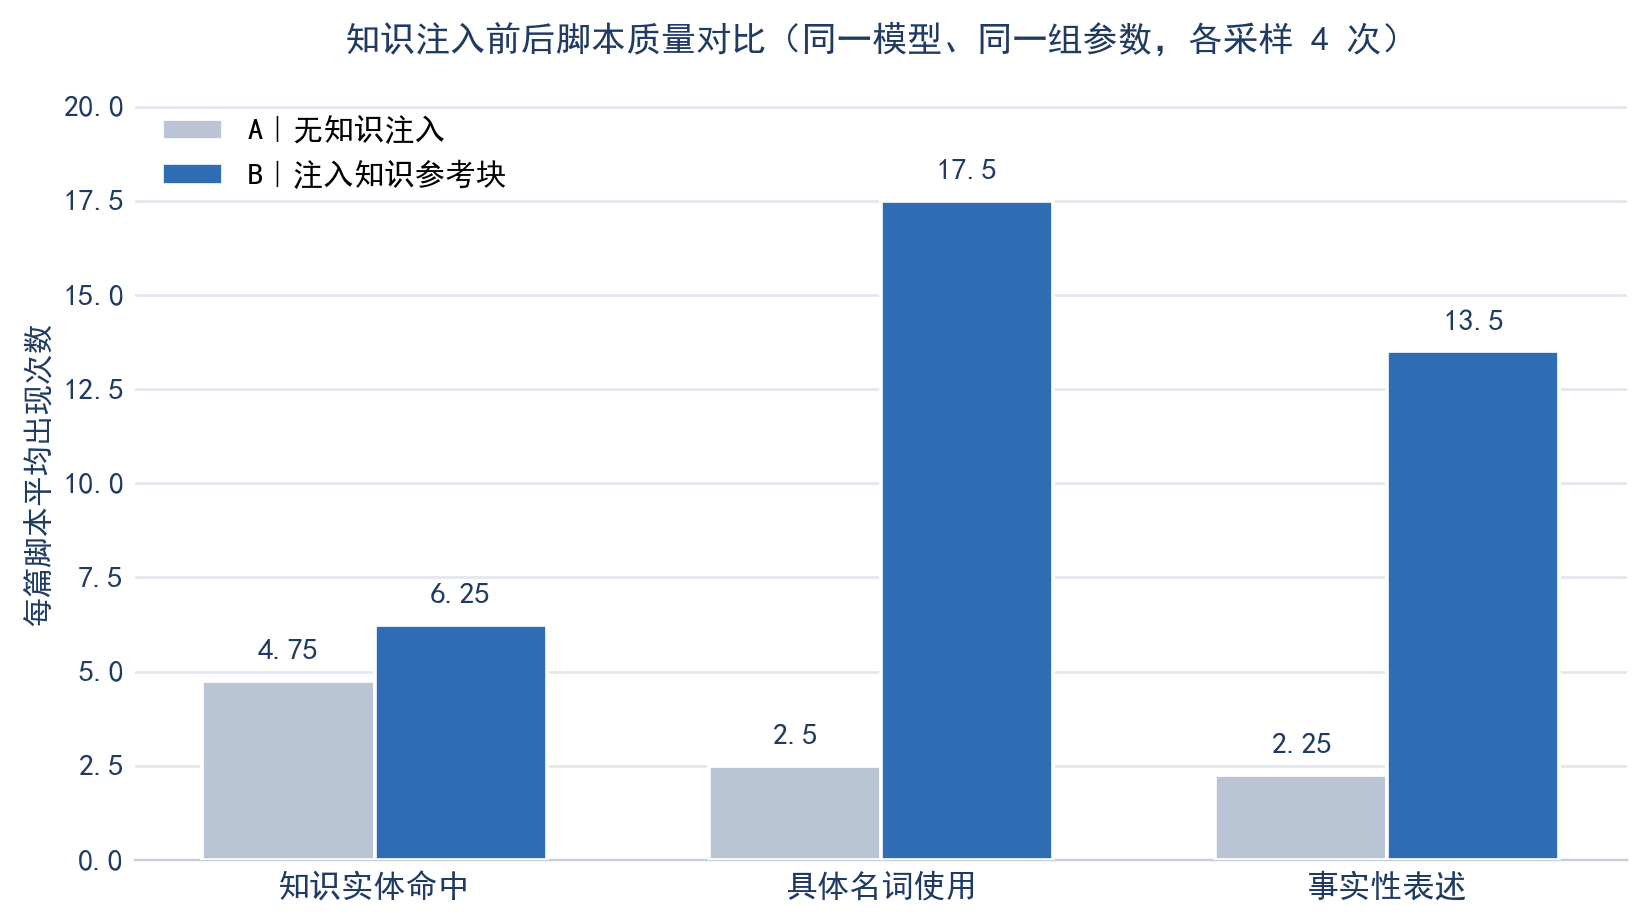 知识注入前后脚本质量对比（同一模型、同一组参数，各采样 4 次）
A｜无知识注入
B｜注入知识参考块
每篇脚本平均出现次数
20.0
17.5
15.0
12.5
10.0
7.5
5.0
2.5
0.0
4.75
6.25
2.5
17.5
2.25
13.5
知识实体命中
具体名词使用
事实性表述